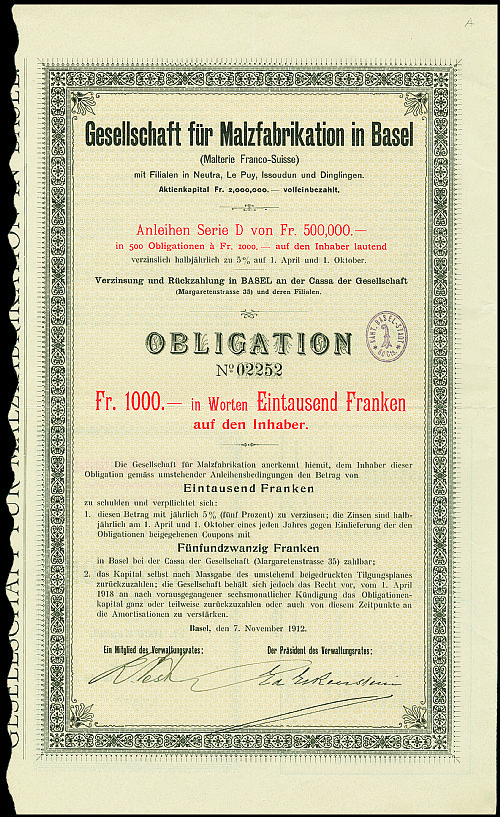 A
Gesellschaft für Malzfabrikation in Basel
(Malterie Franco-Suisse)
mit Filialen in Neutra, Le Puy, Issoudun und Dinglingen.
Aktienkapital Fr. 2,000,000.— volleinbezahlt.
Anleihen Serie D von Fr. 500,000.—
in 500 Obligationen à Fr. 1000.— auf den Inhaber lautend
verzinslich halbjährlich zu 5% auf 1. April und 1. Oktober.
Verzinsung und Rückzahlung in BASEL an der Cassa der Gesellschaft
(Margaretenstrasse 35) und deren Filialen.
KANT. BASEL-STADT
OBLIGATION
No 02252
Fr. 1000.— in Worten Eintausend Franken
auf den Inhaber.
Die Gesellschaft für Malzfabrikation anerkennt hiemit, dem Inhaber dieser
Obligation gemäss umstehender Anleihensbedingungen den Betrag von
Eintausend Franken
zu schulden und verpflichtet sich:
1. diesen Betrag mit jährlich 5% (fünf Prozent) zu verzinsen; die Zinsen sind halb-
jährlich am 1. April und 1. Oktober eines jeden Jahres gegen Einlieferung der den
Obligationen beigegebenen Coupons mit
Fünfundzwanzig Franken
in Basel bei der Cassa der Gesellschaft (Margaretenstrasse 35) zahlbar;
2. das Kapital selbst nach Massgabe des umstehend beigedruckten Tilgungsplanes
zurückzuzahlen; die Gesellschaft behält sich jedoch das Recht vor, vom 1. April
1918 an nach vorausgegangener sechsmonatlicher Kündigung das Obligationen-
kapital ganz oder teilweise zurückzuzahlen oder auch von diesem Zeitpunkte an
die Amortisationen zu verstärken.
Basel, den 7. November 1912.
Ein Mitglied des Verwaltungsrates:
Der Präsident des Verwaltungsrates: